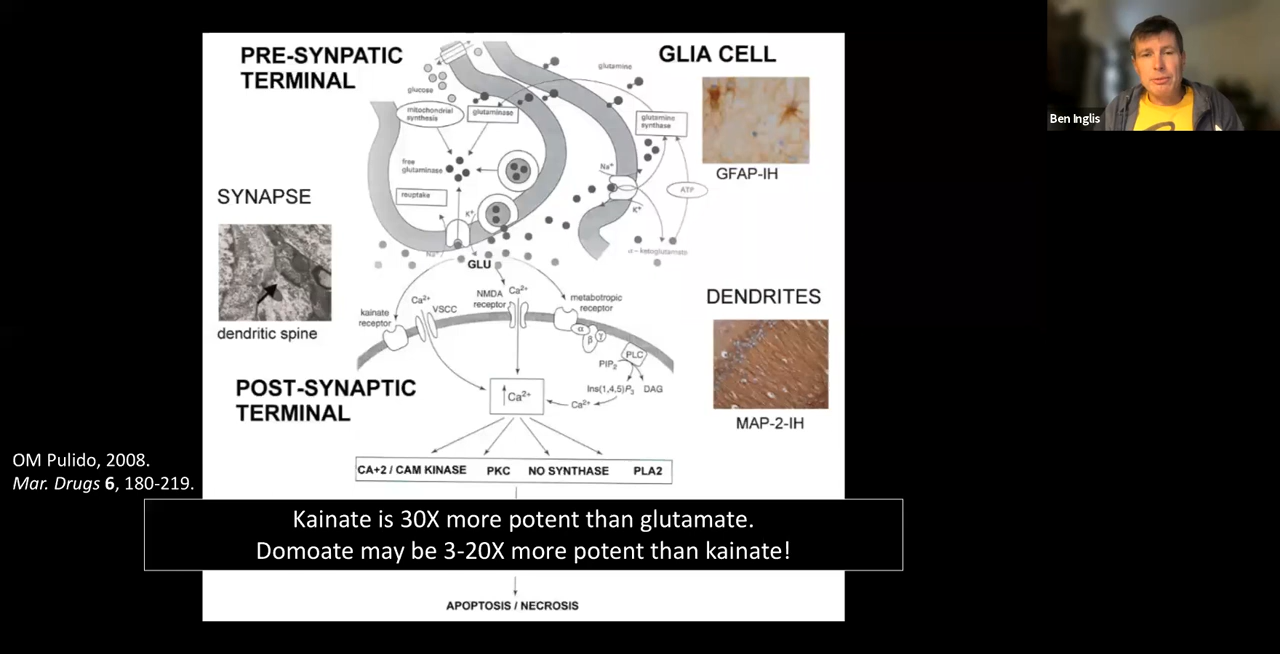 PRE-SYNPATIC
TERMINAL
GLIA CELL
glutamine
glucose
mitochondrial
synthesis
glutaminase
glutamine
synthase
free
glutaminase
reuptake
K+
Na+
Na+
K+
ATP
α-ketoglutamate
GFAP-IH
Ben Inglis
SYNAPSE
dendritic spine
GLU
kainate
receptor
Ca2+
VSCC
NMDA
receptor
Ca2+
metabotropic
receptor
α
β
γ
PLC
PIP2
Ins(1,4,5)P3
DAG
Ca2+
↑Ca2+
DENDRITES
MAP-2-IH
POST-SYNAPTIC
TERMINAL
CA+2 / CAM KINASE PKC NO SYNTHASE PLA2
OM Pulido, 2008.
Mar. Drugs 6, 180-219.
Kainate is 30X more potent than glutamate.
Domoate may be 3-20X more potent than kainate!
APOPTOSIS / NECROSIS